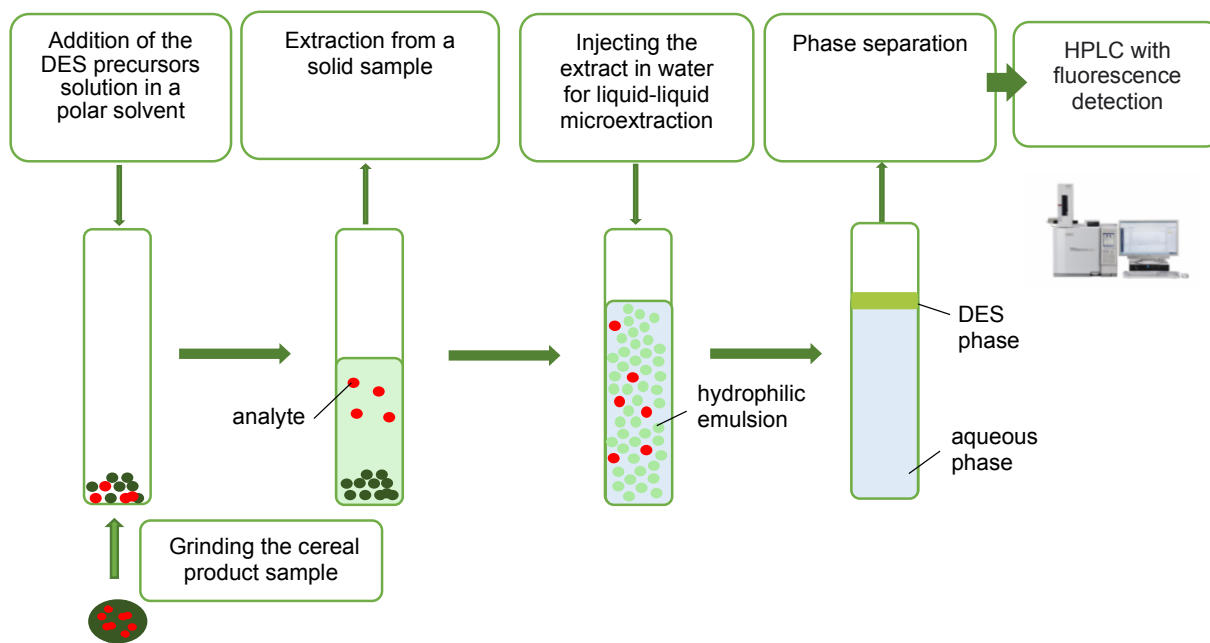 Addition of the
DES precursors
solution in a
polar solvent
Extraction from a
solid sample
Injecting the
extract in water
for liquid-liquid
microextraction
Phase separation
HPLC with
fluorescence
detection
analyte
hydrophilic
emulsion
DES
phase
aqueous
phase
Grinding the cereal
product sample